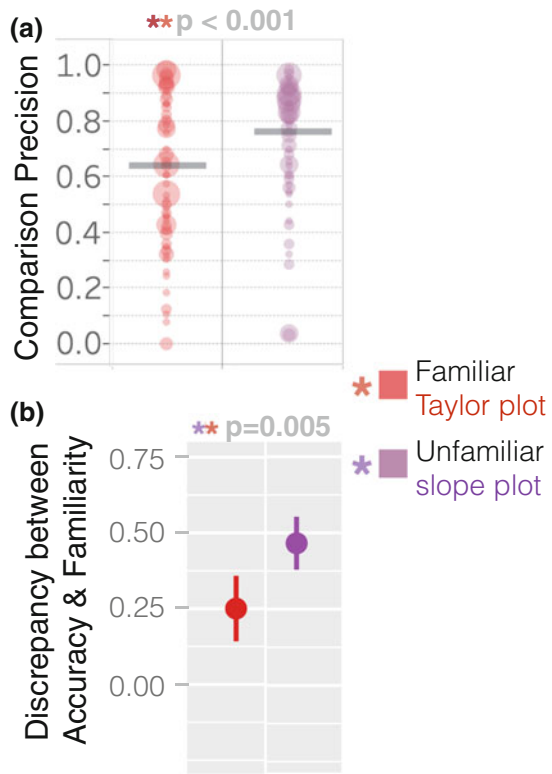 (a)
** p < 0.001
Comparison Precision
1.0
0.8
0.6
0.4
0.2
0.0
* Familiar
Taylor plot
* Unfamiliar
slope plot
(b)
** p=0.005
Discrepancy between
Accuracy & Familiarity
0.75
0.50
0.25
0.00